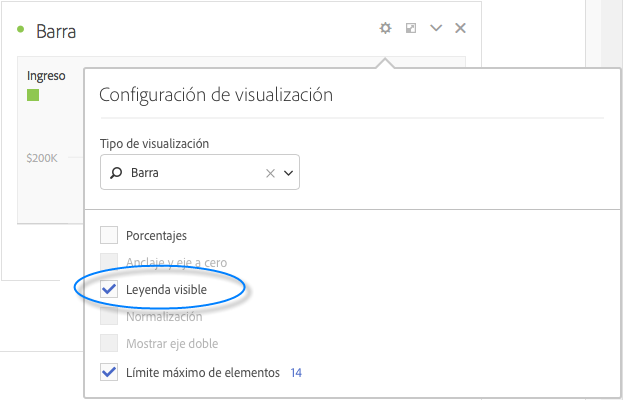 Barra
Ingreso
$200K
Configuración de visualización
Tipo de visualización
Barra
Porcentajes
Anclaje y eje a cero
Leyenda visible
Normalización
Mostrar eje doble
Límite máximo de elementos 14